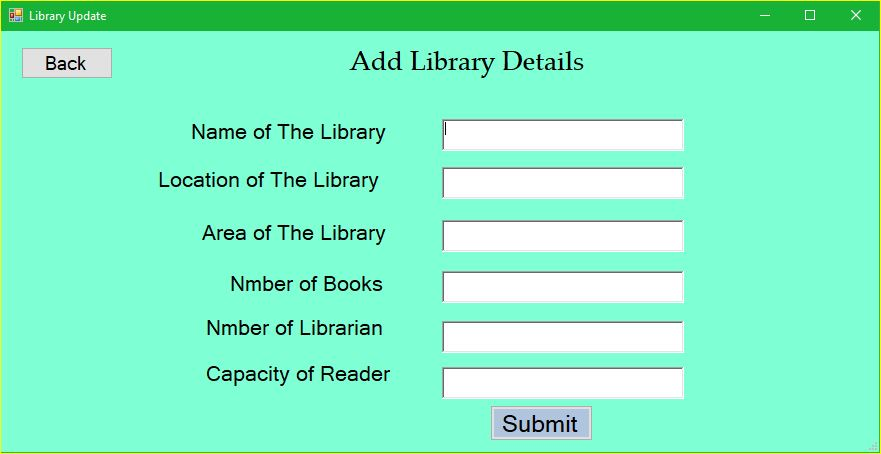 Library Update
Back
Add Library Details
Name of The Library
Location of The Library
Area of The Library
Nmber of Books
Nmber of Librarian
Capacity of Reader
Submit